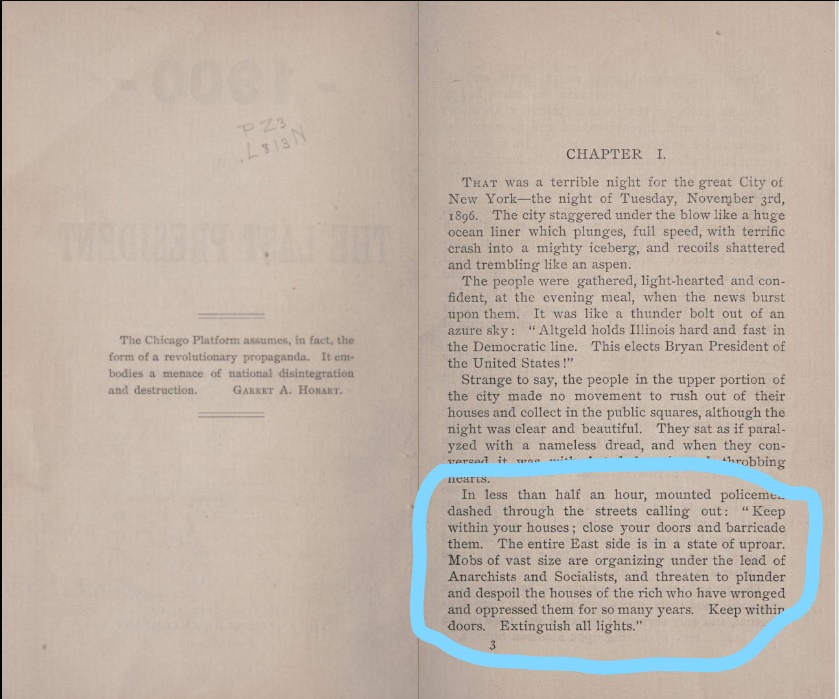 PZ3
.L813N
The Chicago Platform assumes, in fact, the
form of a revolutionary propaganda. It em-
bodies a menace of national disintegration
and destruction. GARRET A. HOBART.
CHAPTER I.
THAT was a terrible night for the great City of
New York—the night of Tuesday, November 3rd,
1896. The city staggered under the blow like a huge
ocean liner which plunges, full speed, with terrific
crash into a mighty iceberg, and recoils shattered
and trembling like an aspen.
The people were gathered, light-hearted and con-
fident, at the evening meal, when the news burst
upon them. It was like a thunder bolt out of an
azure sky: "Altgeld holds Illinois hard and fast in
the Democratic line. This elects Bryan President of
the United States!"
Strange to say, the people in the upper portion of
the city made no movement to rush out of their
houses and collect in the public squares, although the
night was clear and beautiful. They sat as if paral-
yzed with a nameless dread, and when they con-
versed it was with throbbing
hearts.
In less than half an hour, mounted policemen
dashed through the streets calling out: "Keep
within your houses; close your doors and barricade
them. The entire East side is in a state of uproar.
Mobs of vast size are organizing under the lead of
Anarchists and Socialists, and threaten to plunder
and despoil the houses of the rich who have wronged
and oppressed them for so many years. Keep within
doors. Extinguish all lights."
3